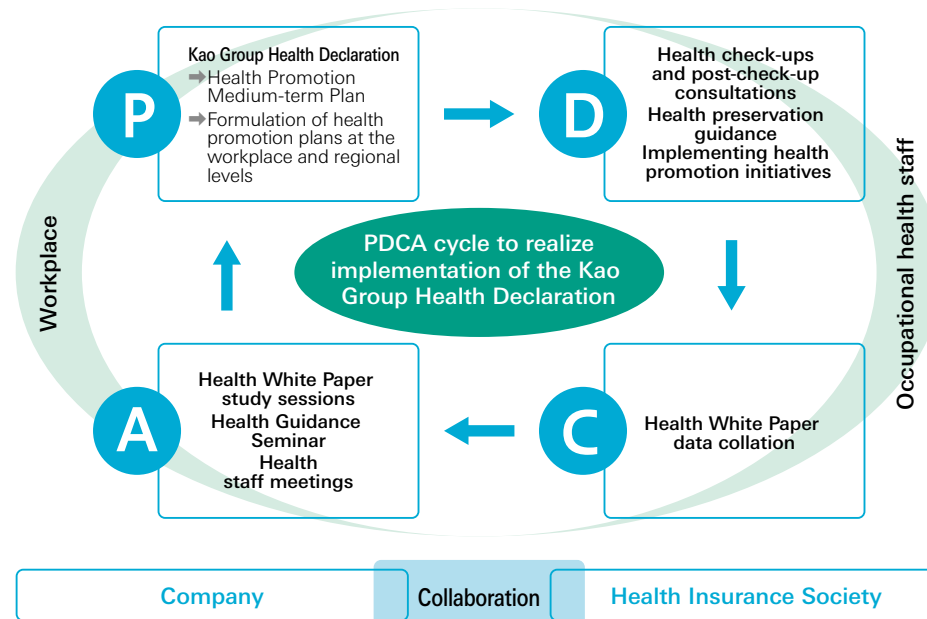 P
Kao Group Health Declaration
➡Health Promotion
Medium-term Plan
➡Formulation of health
promotion plans at the
workplace and regional
levels
D
Health check-ups
and post-check-up
consultations
Health preservation
guidance
Implementing health
promotion initiatives
Workplace
PDCA cycle to realize
implementation of the Kao
Group Health Declaration
Occupational health staff
A
Health White Paper
study sessions
Health Guidance
Seminar
Health
staff meetings
C
Health White Paper
data collation
Company
Collaboration
Health Insurance Society